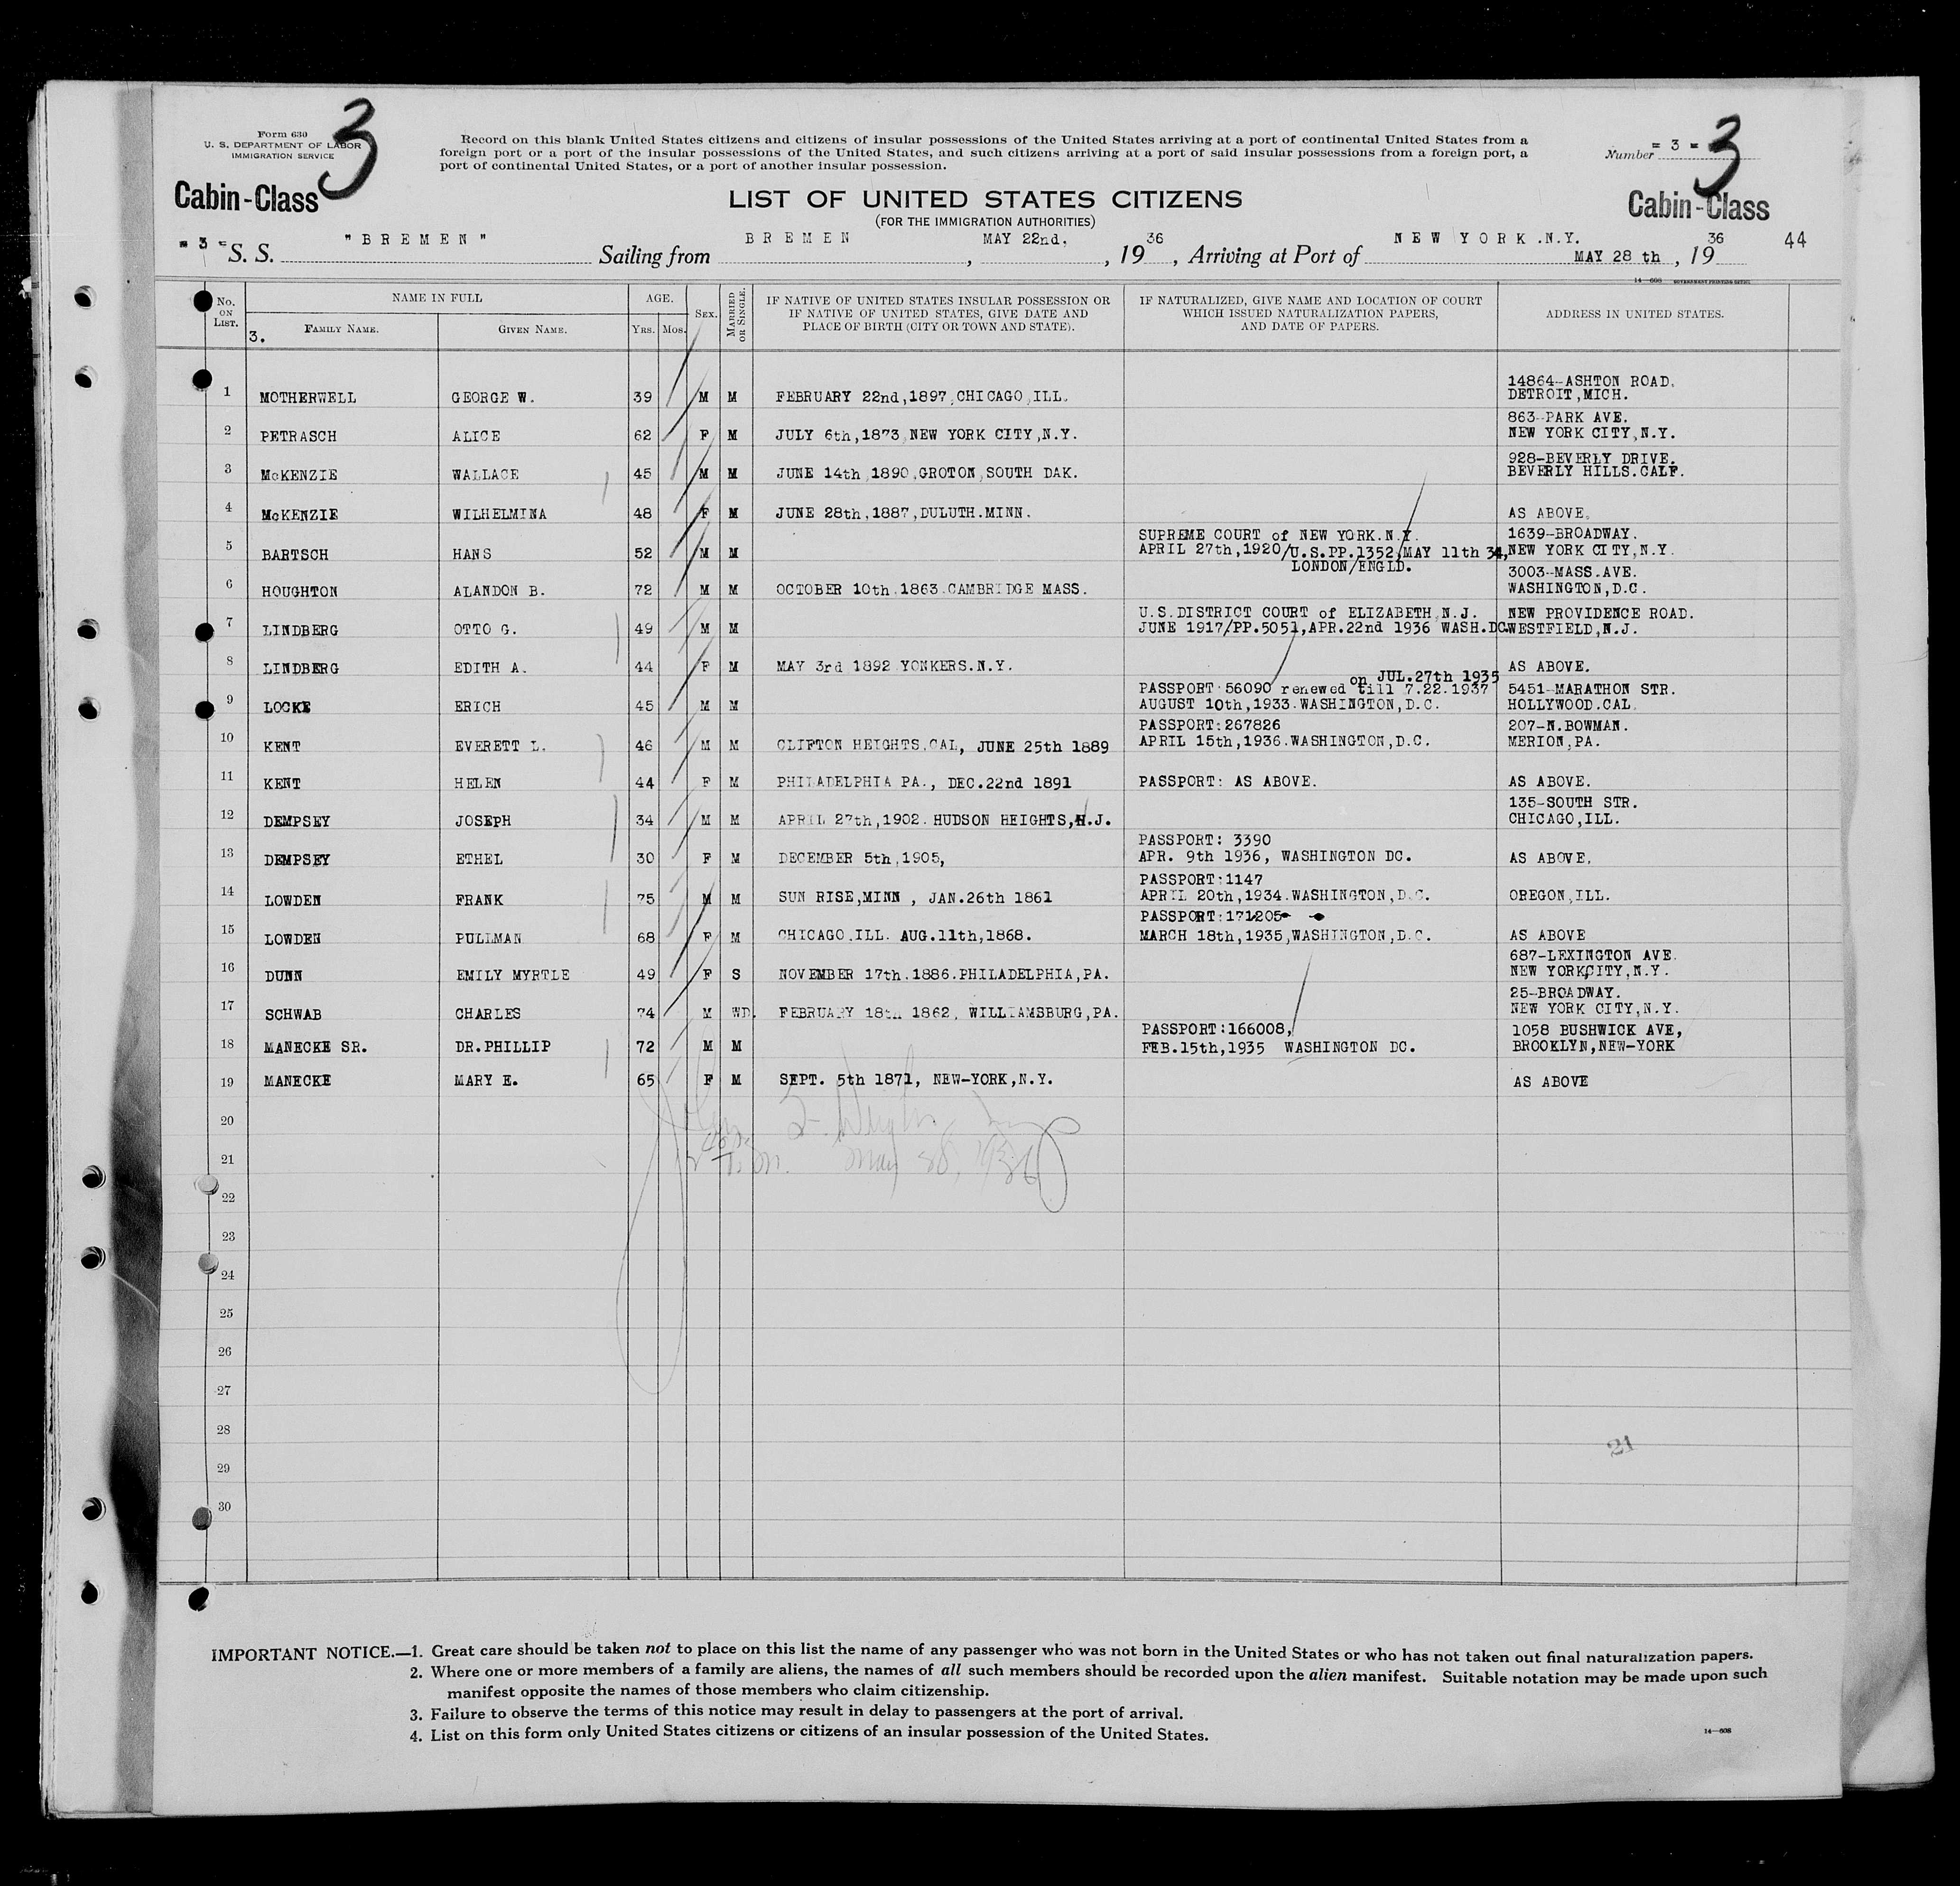 Form 630
U. S. DEPARTMENT OF LABOR
IMMIGRATION SERVICE
3
Record on this blank United States citizens and citizens of insular possessions of the United States arriving at a port of continental United States from a
foreign port or a port of the insular possessions of the United States, and such citizens arriving at a port of said insular possessions from a foreign port, a
port of continental United States, or a port of another insular possession.
Number = 3 =
3
Cabin-Class
LIST OF UNITED STATES CITIZENS
Cabin-Class
(FOR THE IMMIGRATION AUTHORITIES)
= 3 = S. S. "BREMEN" Sailing from BREMEN, MAY 22nd, 1936, Arriving at Port of NEW YORK.N.Y. MAY 28 th, 1936 44
14—608 GOVERNMENT PRINTING OFFICE
No. ON LIST. NAME IN FULL AGE. SEX. MARRIED OR SINGLE. IF NATIVE OF UNITED STATES INSULAR POSSESSION OR IF NATIVE OF UNITED STATES, GIVE DATE AND PLACE OF BIRTH (CITY OR TOWN AND STATE). IF NATURALIZED, GIVE NAME AND LOCATION OF COURT WHICH ISSUED NATURALIZATION PAPERS, AND DATE OF PAPERS. ADDRESS IN UNITED STATES.
3. FAMILY NAME. GIVEN NAME. YRS. MOS.
14864-ASHTON ROAD.
1 MOTHERWELL GEORGE W. 39 M M FEBRUARY 22nd,1897,CHICAGO,ILL. DETROIT,MICH.
863-PARK AVE.
2 PETRASCH ALICE 62 F M JULY 6th,1873,NEW YORK CITY,N.Y. NEW YORK CITY,N.Y.
928-BEVERLY DRIVE.
3 McKENZIE WALLACE 45 M M JUNE 14th,1890,GROTON,SOUTH DAK. BEVERLY HILLS.CALF.
4 McKENZIE WILHELMINA 48 F M JUNE 28th,1887,DULUTH.MINN. AS ABOVE.
SUPREME COURT of NEW YORK.N.Y. 1639-BROADWAY.
5 BARTSCH HANS 52 M M APRIL 27th,1920/U.S.PP.1352,MAY 11th 34, NEW YORK CITY,N.Y.
LONDON/ENGLD. 3003-MASS.AVE.
6 HOUGHTON ALANDON B. 72 M M OCTOBER 10th.1863.CAMBRIDGE MASS. WASHINGTON,D.C.
U.S.DISTRICT COURT of ELIZABETH,N.J. NEW PROVIDENCE ROAD.
7 LINDBERG OTTO G. 49 M M JUNE 1917/PP.5051,APR.22nd 1936 WASH.DC. WESTFIELD,N.J.
8 LINDBERG EDITH A. 44 F M MAY 3rd 1892 YONKERS.N.Y. AS ABOVE.
on JUL.27th 1935
PASSPORT 56090 renewed till 7.22.1937 5451-MARATHON STR.
9 LOCKE ERICH 45 M M AUGUST 10th,1933.WASHINGTON,D.C. HOLLYWOOD.CAL.
PASSPORT:267826 207-N.BOWMAN.
10 KENT EVERETT L. 46 M M CLIFTON HEIGHTS,CAL, JUNE 25th 1889 APRIL 15th,1936.WASHINGTON,D.C. MERION,PA.
11 KENT HELEN 44 F M PHILADELPHIA PA., DEC.22nd 1891 PASSPORT: AS ABOVE. AS ABOVE.
135-SOUTH STR.
12 DEMPSEY JOSEPH 34 M M APRIL 27th,1902. HUDSON HEIGHTS,N.J. CHICAGO,ILL.
PASSPORT: 3390
13 DEMPSEY ETHEL 30 F M DECEMBER 5th,1905, APR. 9th 1936, WASHINGTON DC. AS ABOVE.
PASSPORT:1147
14 LOWDEN FRANK 75 M M SUN RISE,MINN , JAN.26th 1861 APRIL 20th,1934.WASHINGTON,D.C. OREGON,ILL.
PASSPORT:171205
15 LOWDEN PULLMAN 68 F M CHICAGO.ILL. AUG.11th,1868. MARCH 18th,1935,WASHINGTON,D.C. AS ABOVE
687-LEXINGTON AVE.
16 DUNN EMILY MYRTLE 49 F S NOVEMBER 17th.1886.PHILADELPHIA,PA. NEW YORK CITY,N.Y.
25-BROADWAY.
17 SCHWAB CHARLES 74 M WD. FEBRUARY 18th 1862, WILLIAMSBURG,PA. NEW YORK CITY,N.Y.
PASSPORT:166008, 1058 BUSHWICK AVE,
18 MANECKE SR. DR.PHILLIP 72 M M FEB.15th,1935 WASHINGTON DC. BROOKLYN,NEW-YORK
19 MANECKE MARY E. 65 F M SEPT. 5th 1871, NEW-YORK,N.Y. AS ABOVE
20
21 May 28, 1936
22
23
24
25
26
27
28
21
29
30
IMPORTANT NOTICE.—1. Great care should be taken not to place on this list the name of any passenger who was not born in the United States or who has not taken out final naturalization papers.
2. Where one or more members of a family are aliens, the names of all such members should be recorded upon the alien manifest. Suitable notation may be made upon such
manifest opposite the names of those members who claim citizenship.
3. Failure to observe the terms of this notice may result in delay to passengers at the port of arrival.
4. List on this form only United States citizens or citizens of an insular possession of the United States.
14—608